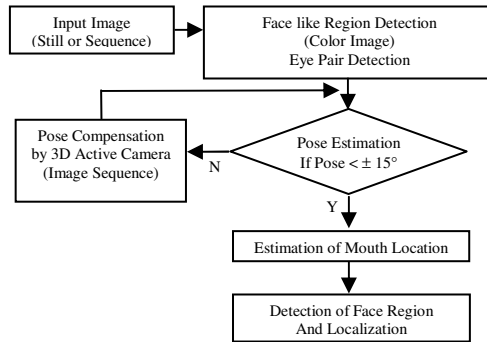 Input Image
(Still or Sequence)
Face like Region Detection
(Color Image)
Eye Pair Detection
Pose Compensation
by 3D Active Camera
(Image Sequence)
N
Pose Estimation
If Pose < ± 15°
Y
Estimation of Mouth Location
Detection of Face Region
And Localization